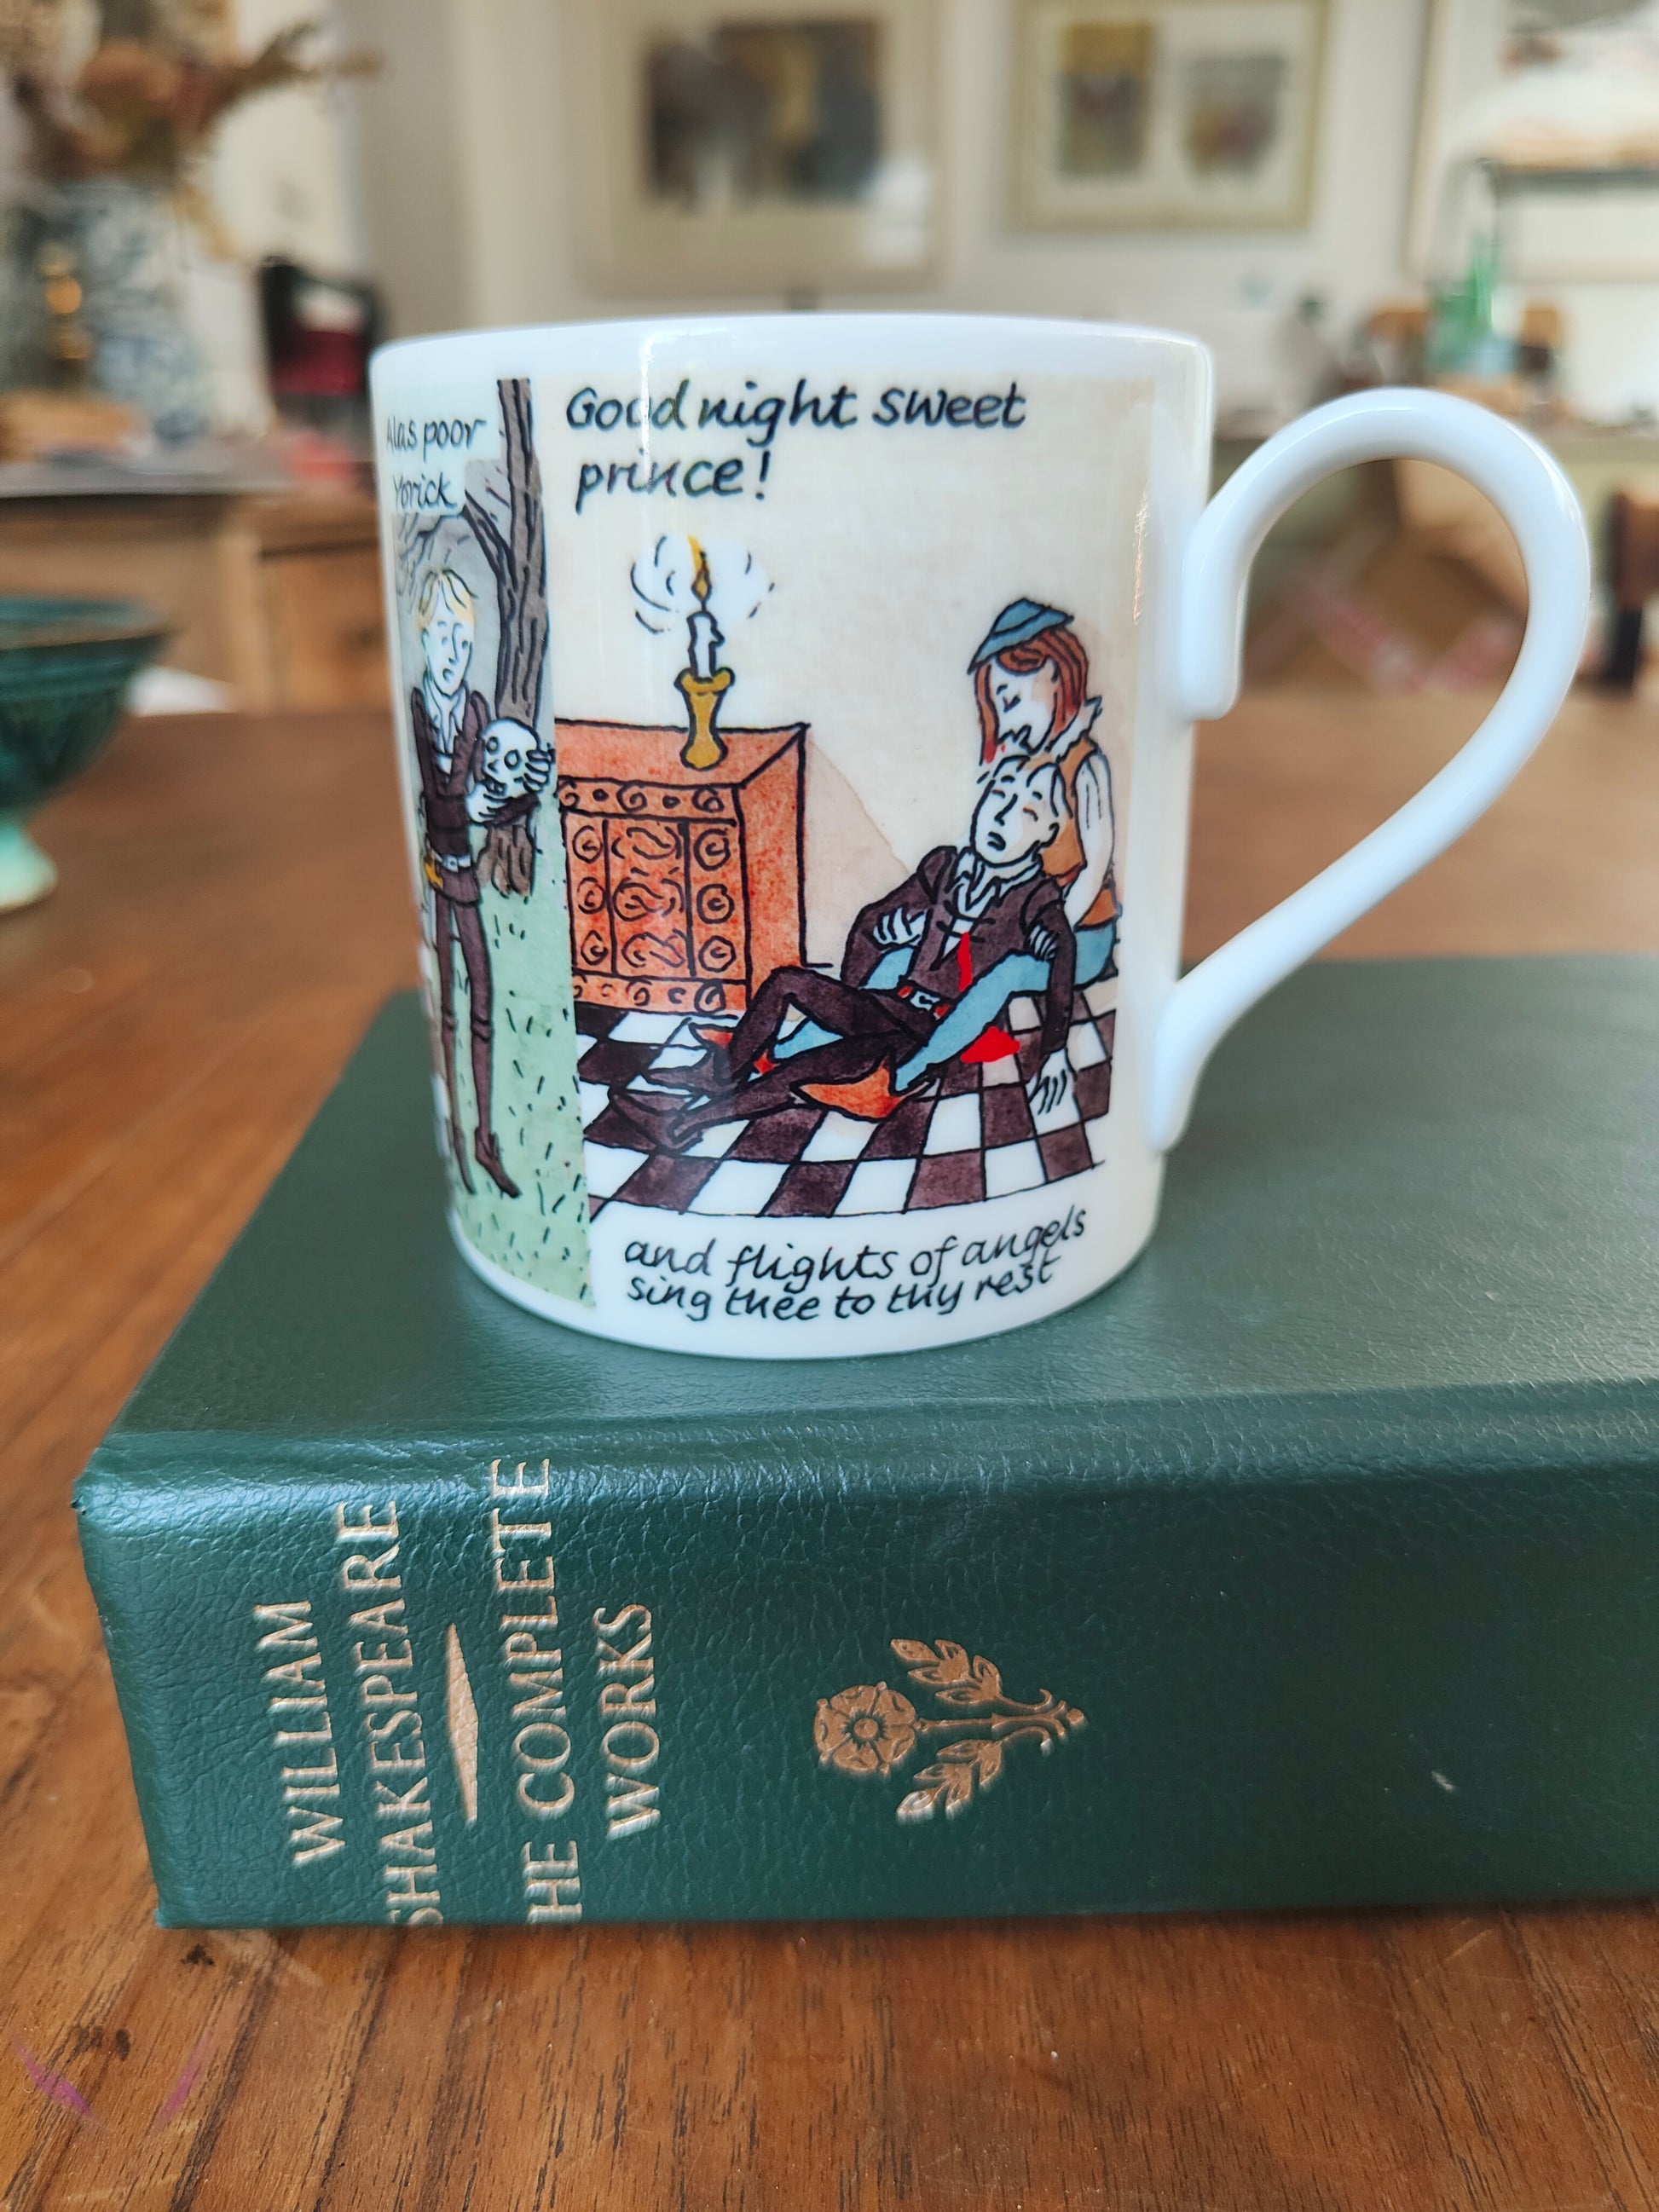 Alas poor
Yorick
Good night sweet
prince!
and flights of angels
sing thee to thy rest
WILLIAM
SHAKESPEARE
THE COMPLETE
WORKS